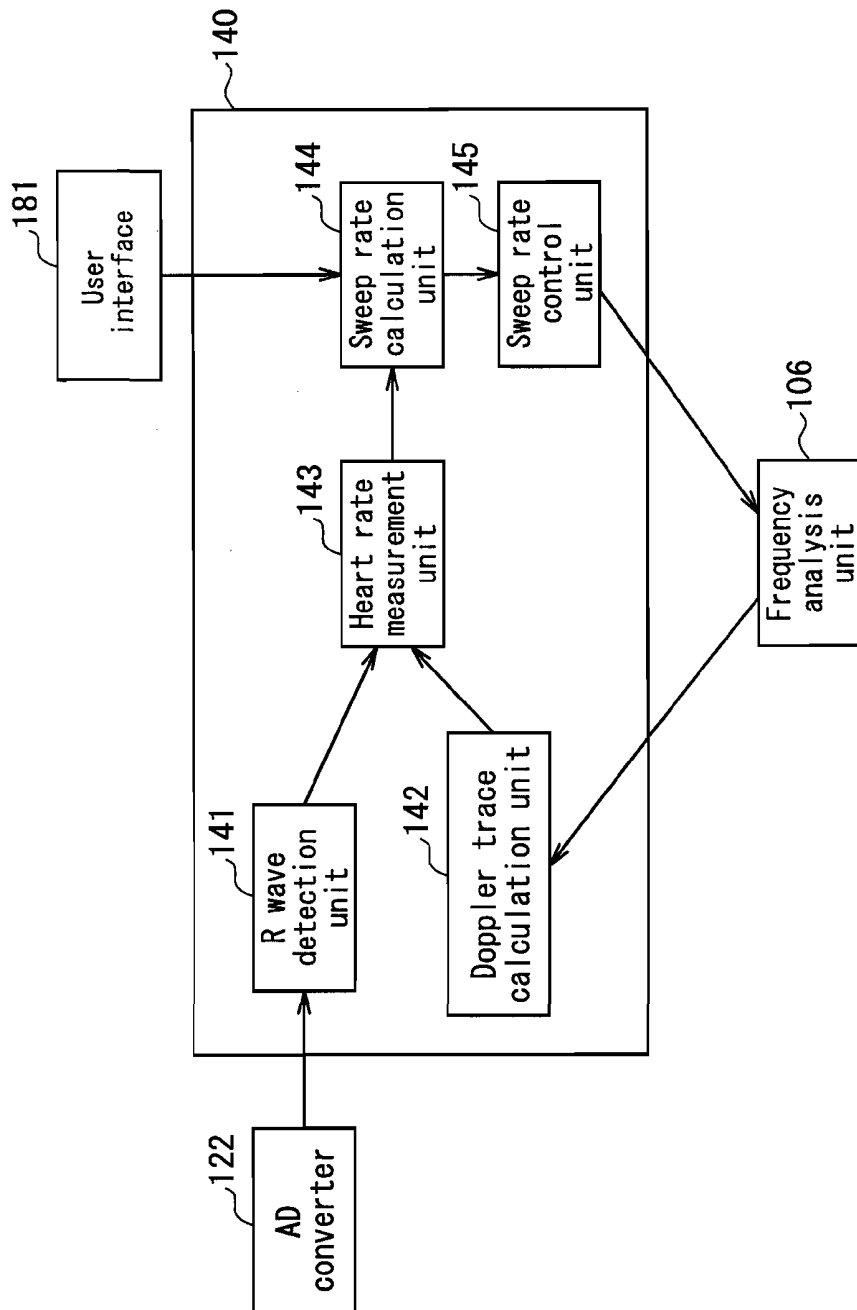 181
User
interface
140
144
Sweep rate
calculation
unit
145
Sweep rate
control
unit
143
Heart rate
measurement
unit
106
Frequency
analysis
unit
141
R wave
detection
unit
142
Doppler trace
calculation unit
122
AD
converter